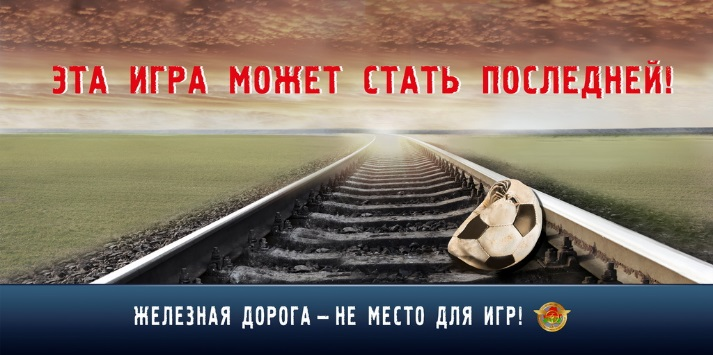 ЭТА ИГРА МОЖЕТ СТАТЬ ПОСЛЕДНЕЙ!
ЖЕЛЕЗНАЯ ДОРОГА – НЕ МЕСТО ДЛЯ ИГР!